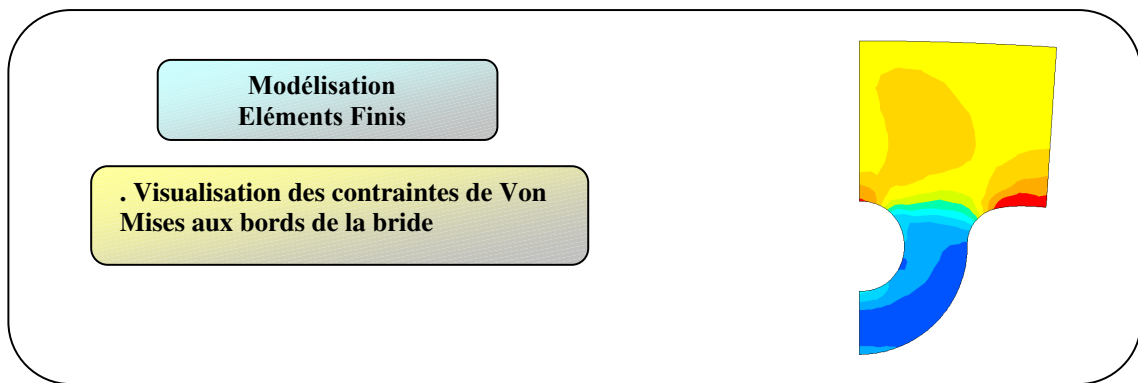 Modélisation
Eléments Finis
. Visualisation des contraintes de Von
Mises aux bords de la bride